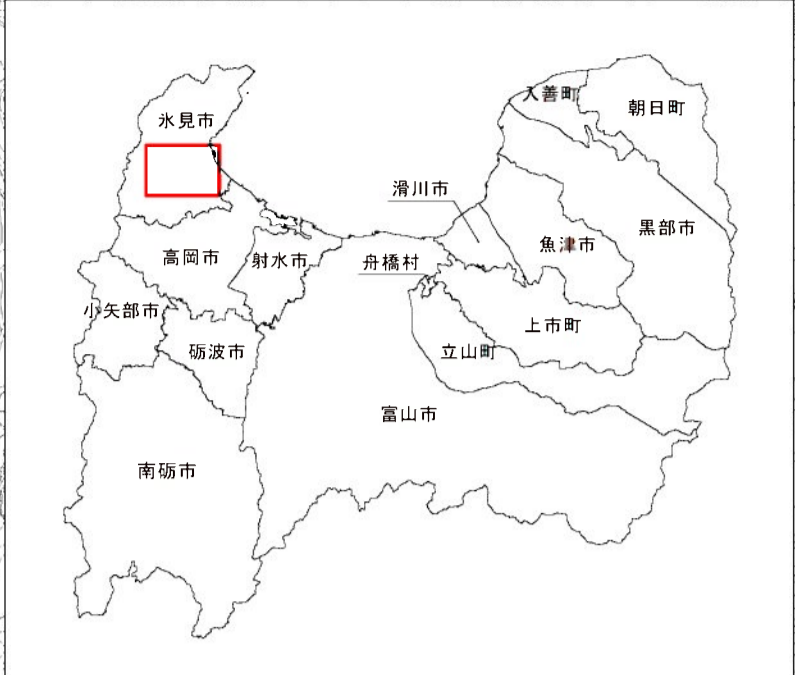 入善町
朝日町
氷見市
滑川市
黒部市
魚津市
高岡市
射水市
舟橋村
小矢部市
上市町
砺波市
立山町
富山市
南砺市